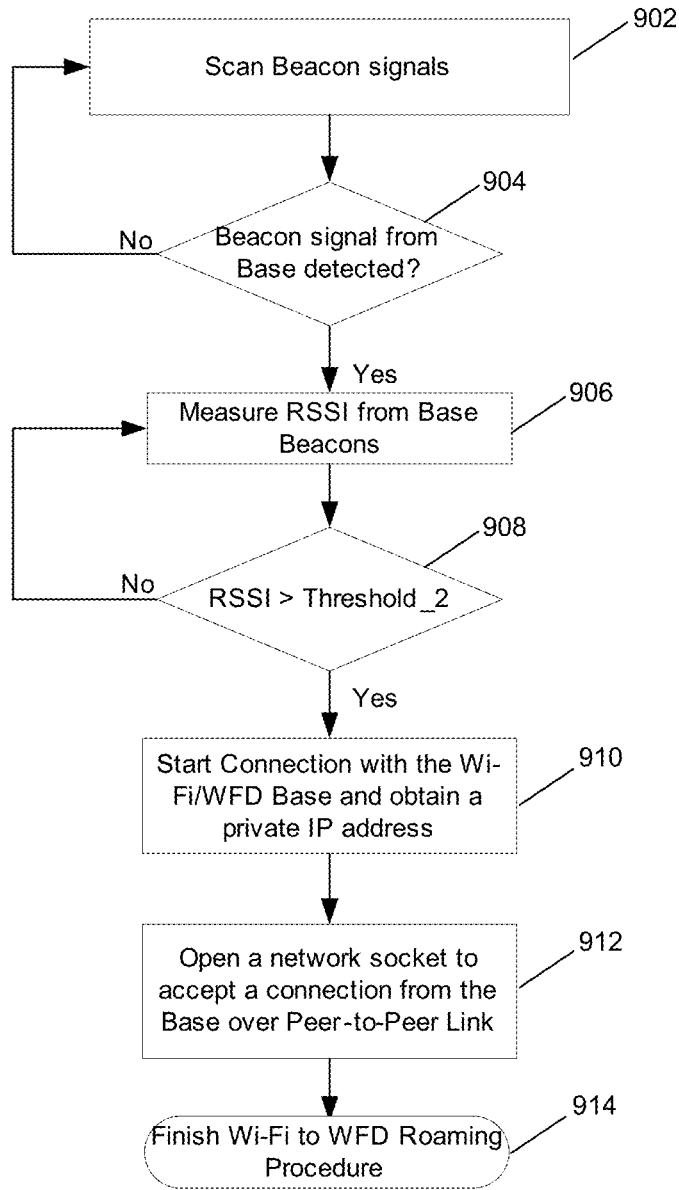 902
Scan Beacon signals
904
Beacon signal from
Base detected?
No
Yes
906
Measure RSSI from Base
Beacons
908
RSSI > Threshold_2
No
Yes
910
Start Connection with the Wi-
Fi/WFD Base and obtain a
private IP address
912
Open a network socket to
accept a connection from the
Base over Peer-to-Peer Link
914
Finish Wi-Fi to WFD Roaming
Procedure